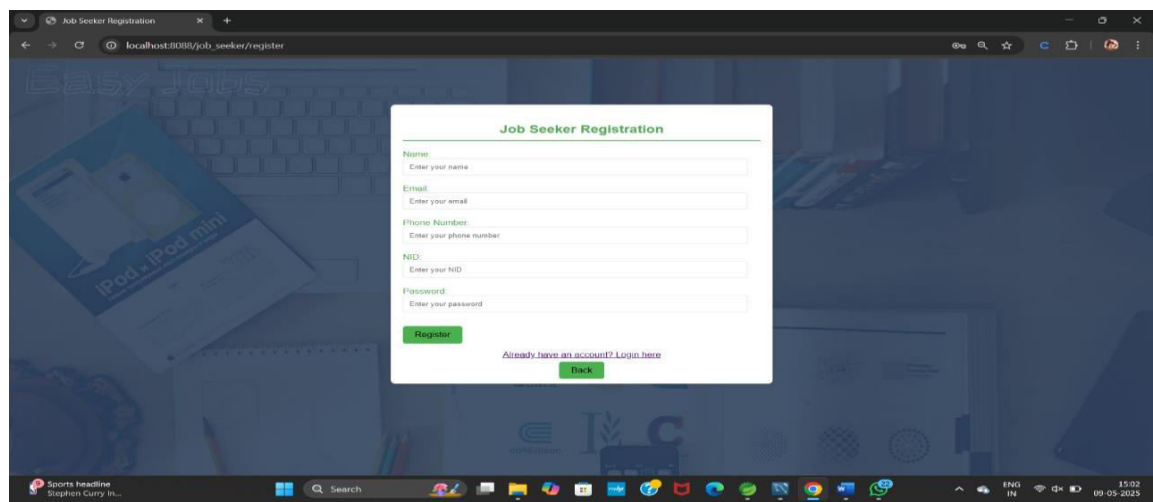 Job Seeker Registration
localhost:8088/job_seeker/register
Easy Jobs
Job Seeker Registration
Name:
Enter your name
Email:
Enter your email
Phone Number:
Enter your phone number
NID:
Enter your NID
Password:
Enter your password
Register
Already have an account? Login here
Back
iPod x iPod mini
Sports headline
Stephen Curry In...
Search
ENG
IN
15:02
09-05-2025